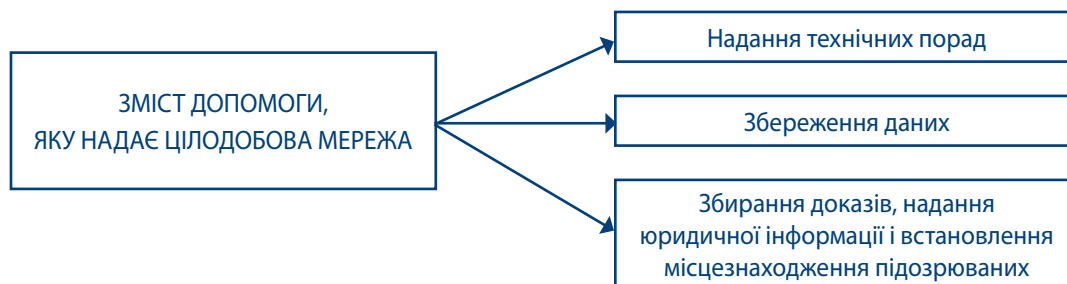 ЗМІСТ ДОПОМОГИ,
ЯКУ НАДАЄ ЦІЛОДОБОВА МЕРЕЖА
Надання технічних порад
Збереження даних
Збирання доказів, надання
юридичної інформації і встановлення
місцезнаходження підозрюваних